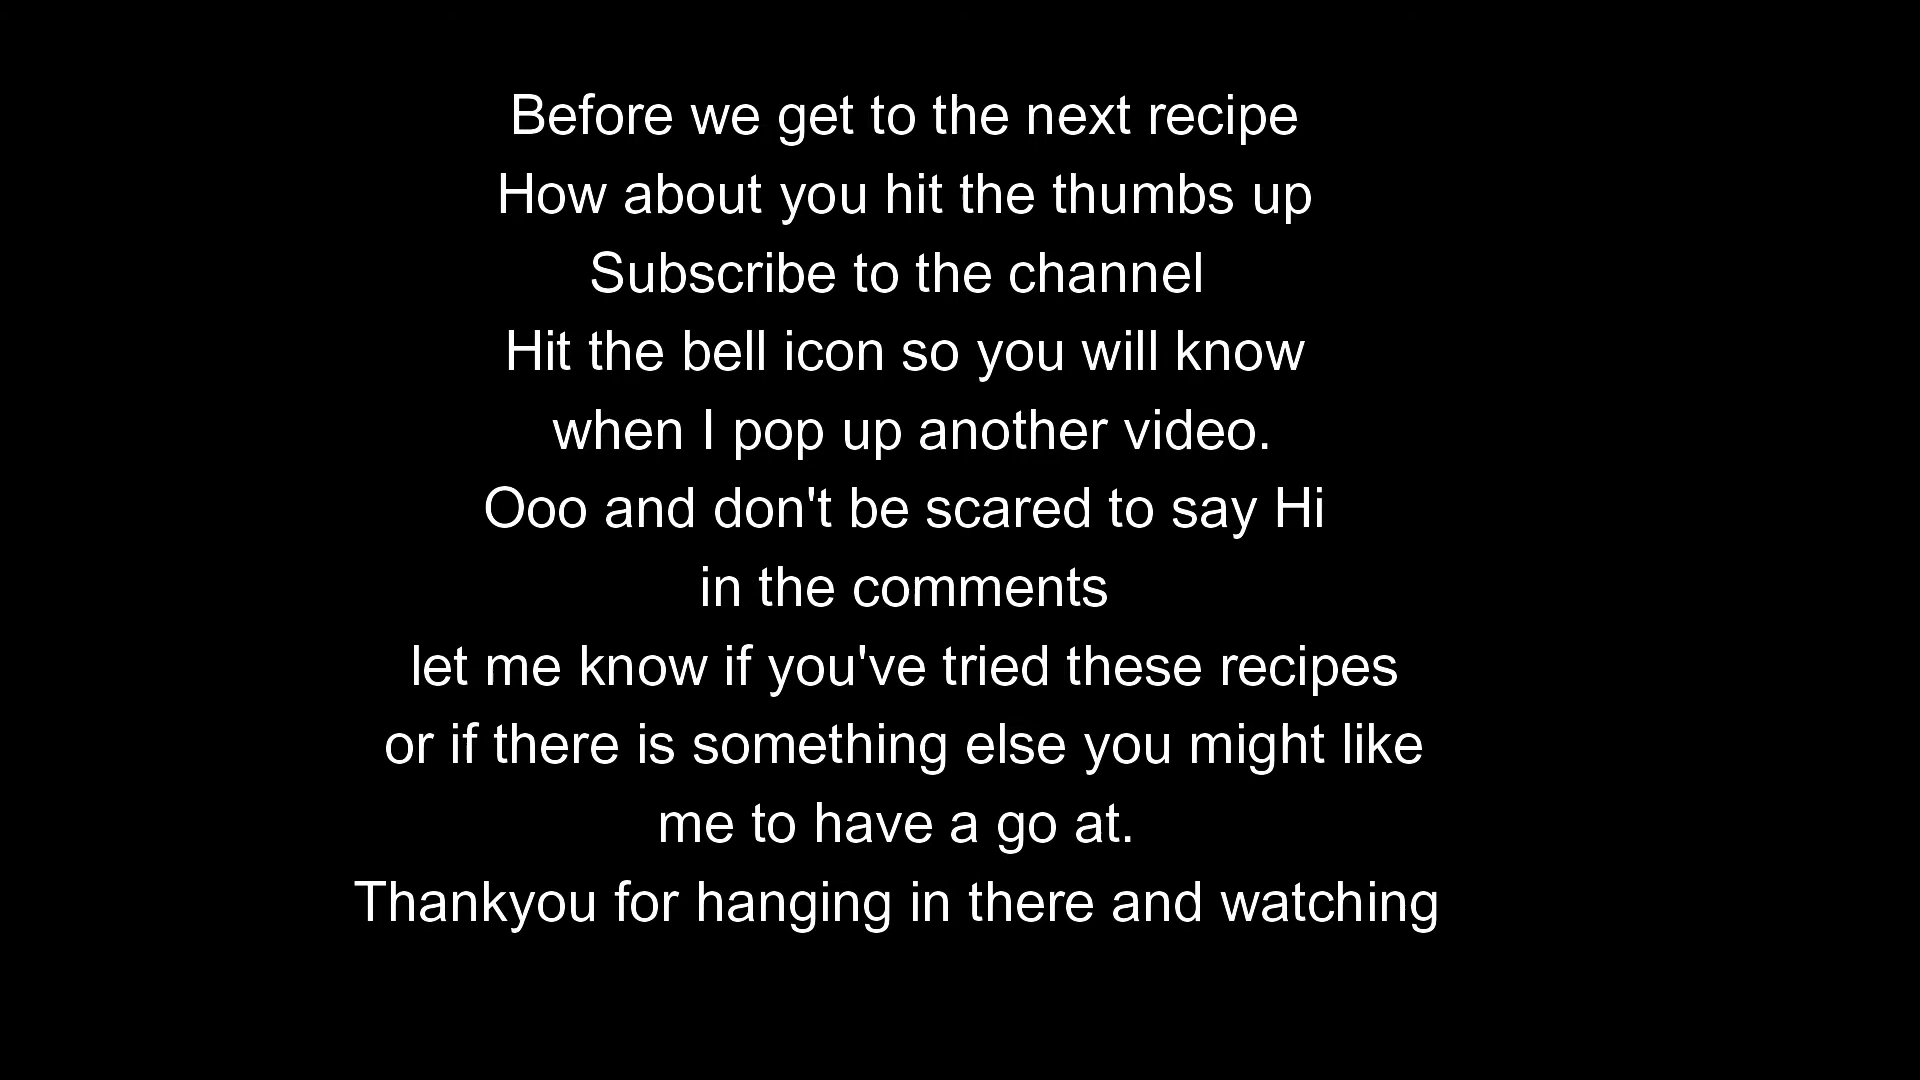 Before we get to the next recipe
How about you hit the thumbs up
Subscribe to the channel
Hit the bell icon so you will know
when I pop up another video.
Ooo and don't be scared to say Hi
in the comments
let me know if you've tried these recipes
or if there is something else you might like
me to have a go at.
Thankyou for hanging in there and watching